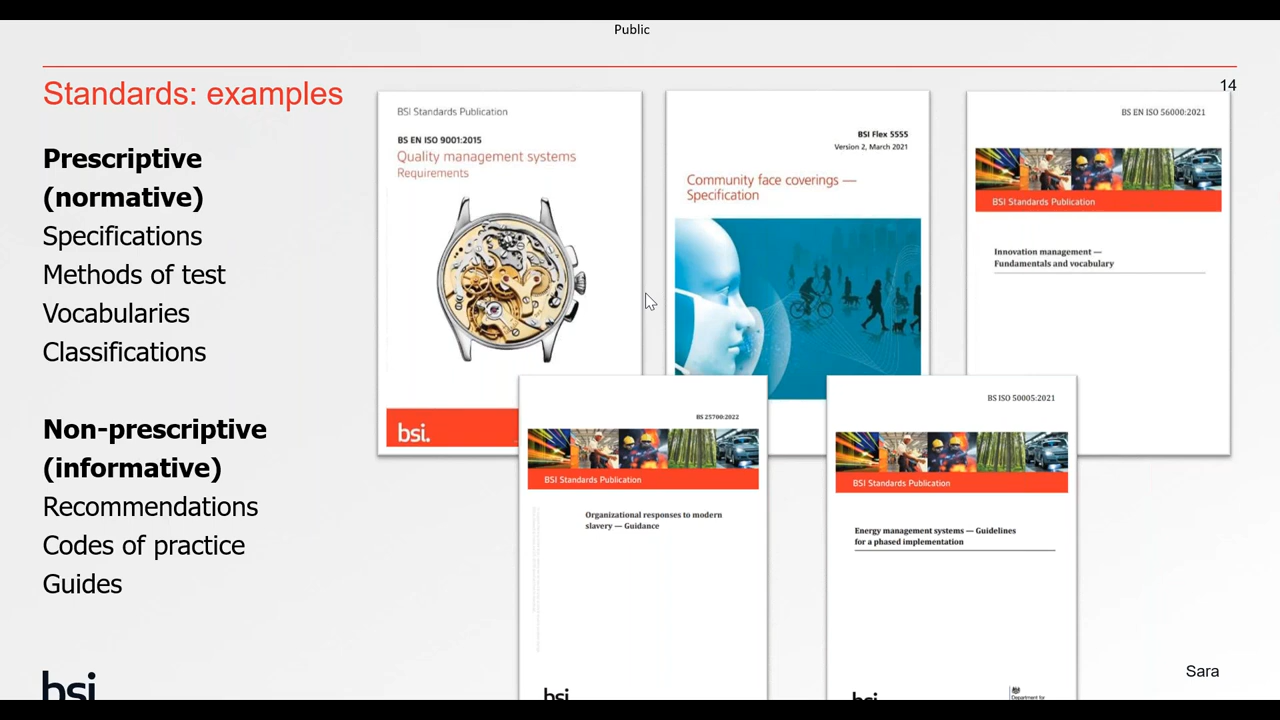 Public
14
Standards: examples
Prescriptive
(normative)
Specifications
Methods of test
Vocabularies
Classifications
Non-prescriptive
(informative)
Recommendations
Codes of practice
Guides
bsi
BSI Standards Publication
BS EN ISO 9001:2015
Quality management systems
Requirements
bsi.
BSI Flex 5555
Version 2, March 2021
Community face coverings —
Specification
BS EN ISO 56000:2021
BSI Standards Publication
Innovation management —
Fundamentals and vocabulary
BS 25700:2022
BSI Standards Publication
Organizational responses to modern
slavery — Guidance
bsi
BS ISO 50005:2021
BSI Standards Publication
Energy management systems — Guidelines
for a phased implementation
bsi
Department for
Sara